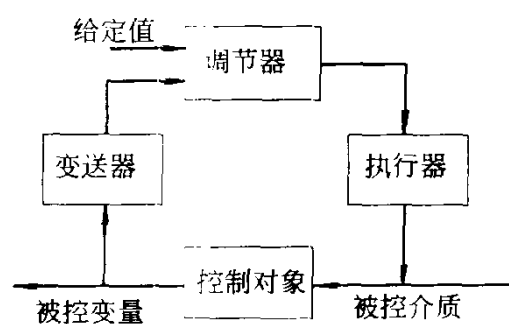 给定值
调节器
变送器
执行器
控制对象
被控变量
被控介质